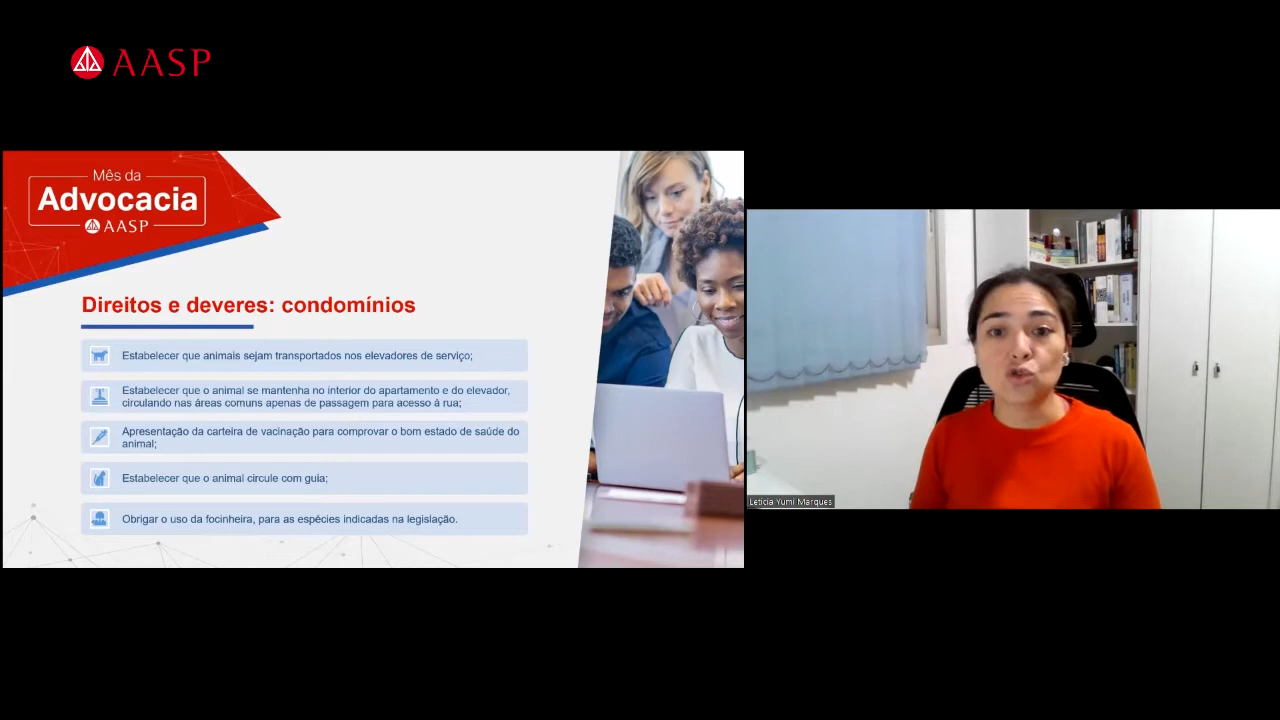 AASP
Mês da
Advocacia
AASP
Direitos e deveres: condomínios
Estabelecer que animais sejam transportados nos elevadores de serviço;
Estabelecer que o animal se mantenha no interior do apartamento e do elevador,
circulando nas áreas comuns apenas de passagem para acesso à rua;
Apresentação da carteira de vacinação para comprovar o bom estado de saúde do
animal;
Estabelecer que o animal circule com guia;
Obrigar o uso da focinheira, para as espécies indicadas na legislação.
Leticia Yumi Marques